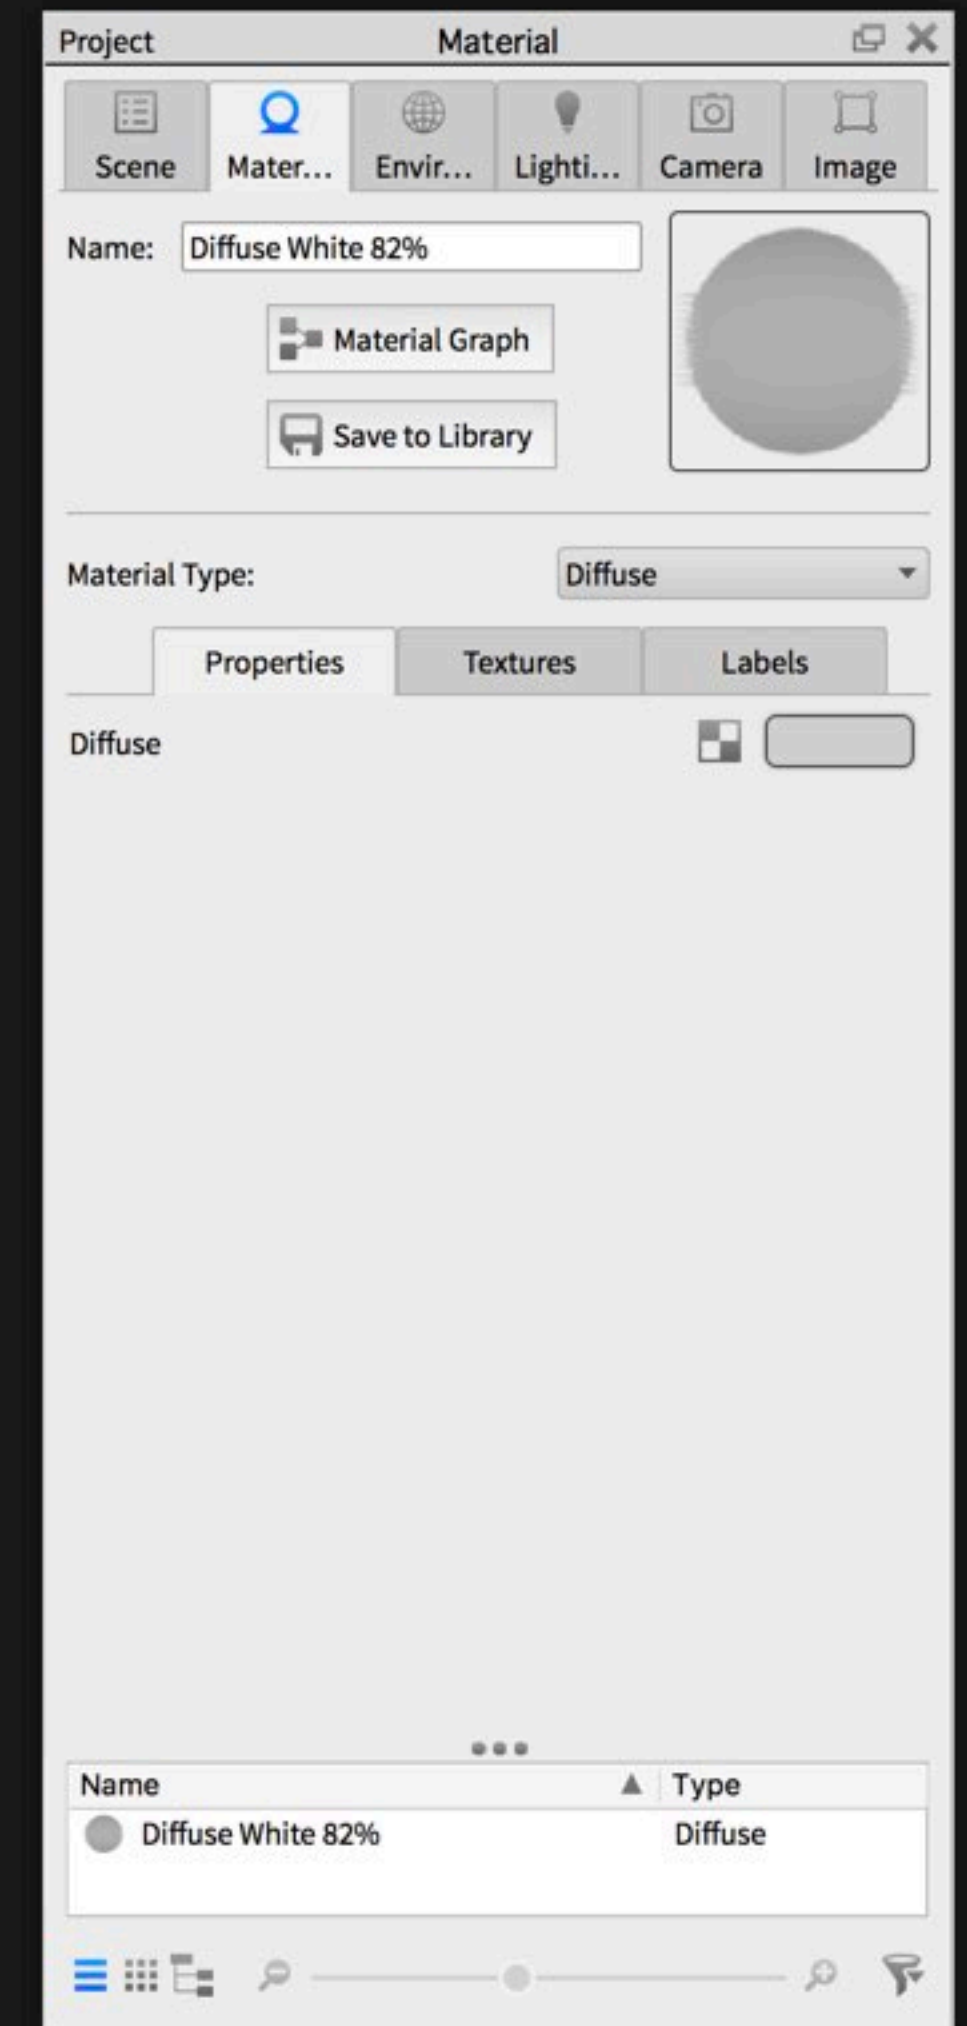 Project Material
Scene Mater... Envir... Lighti... Camera Image
Name: Diffuse White 82%
Material Graph
Save to Library
Material Type: Diffuse
Properties Textures Labels
Diffuse
Name Type
Diffuse White 82% Diffuse